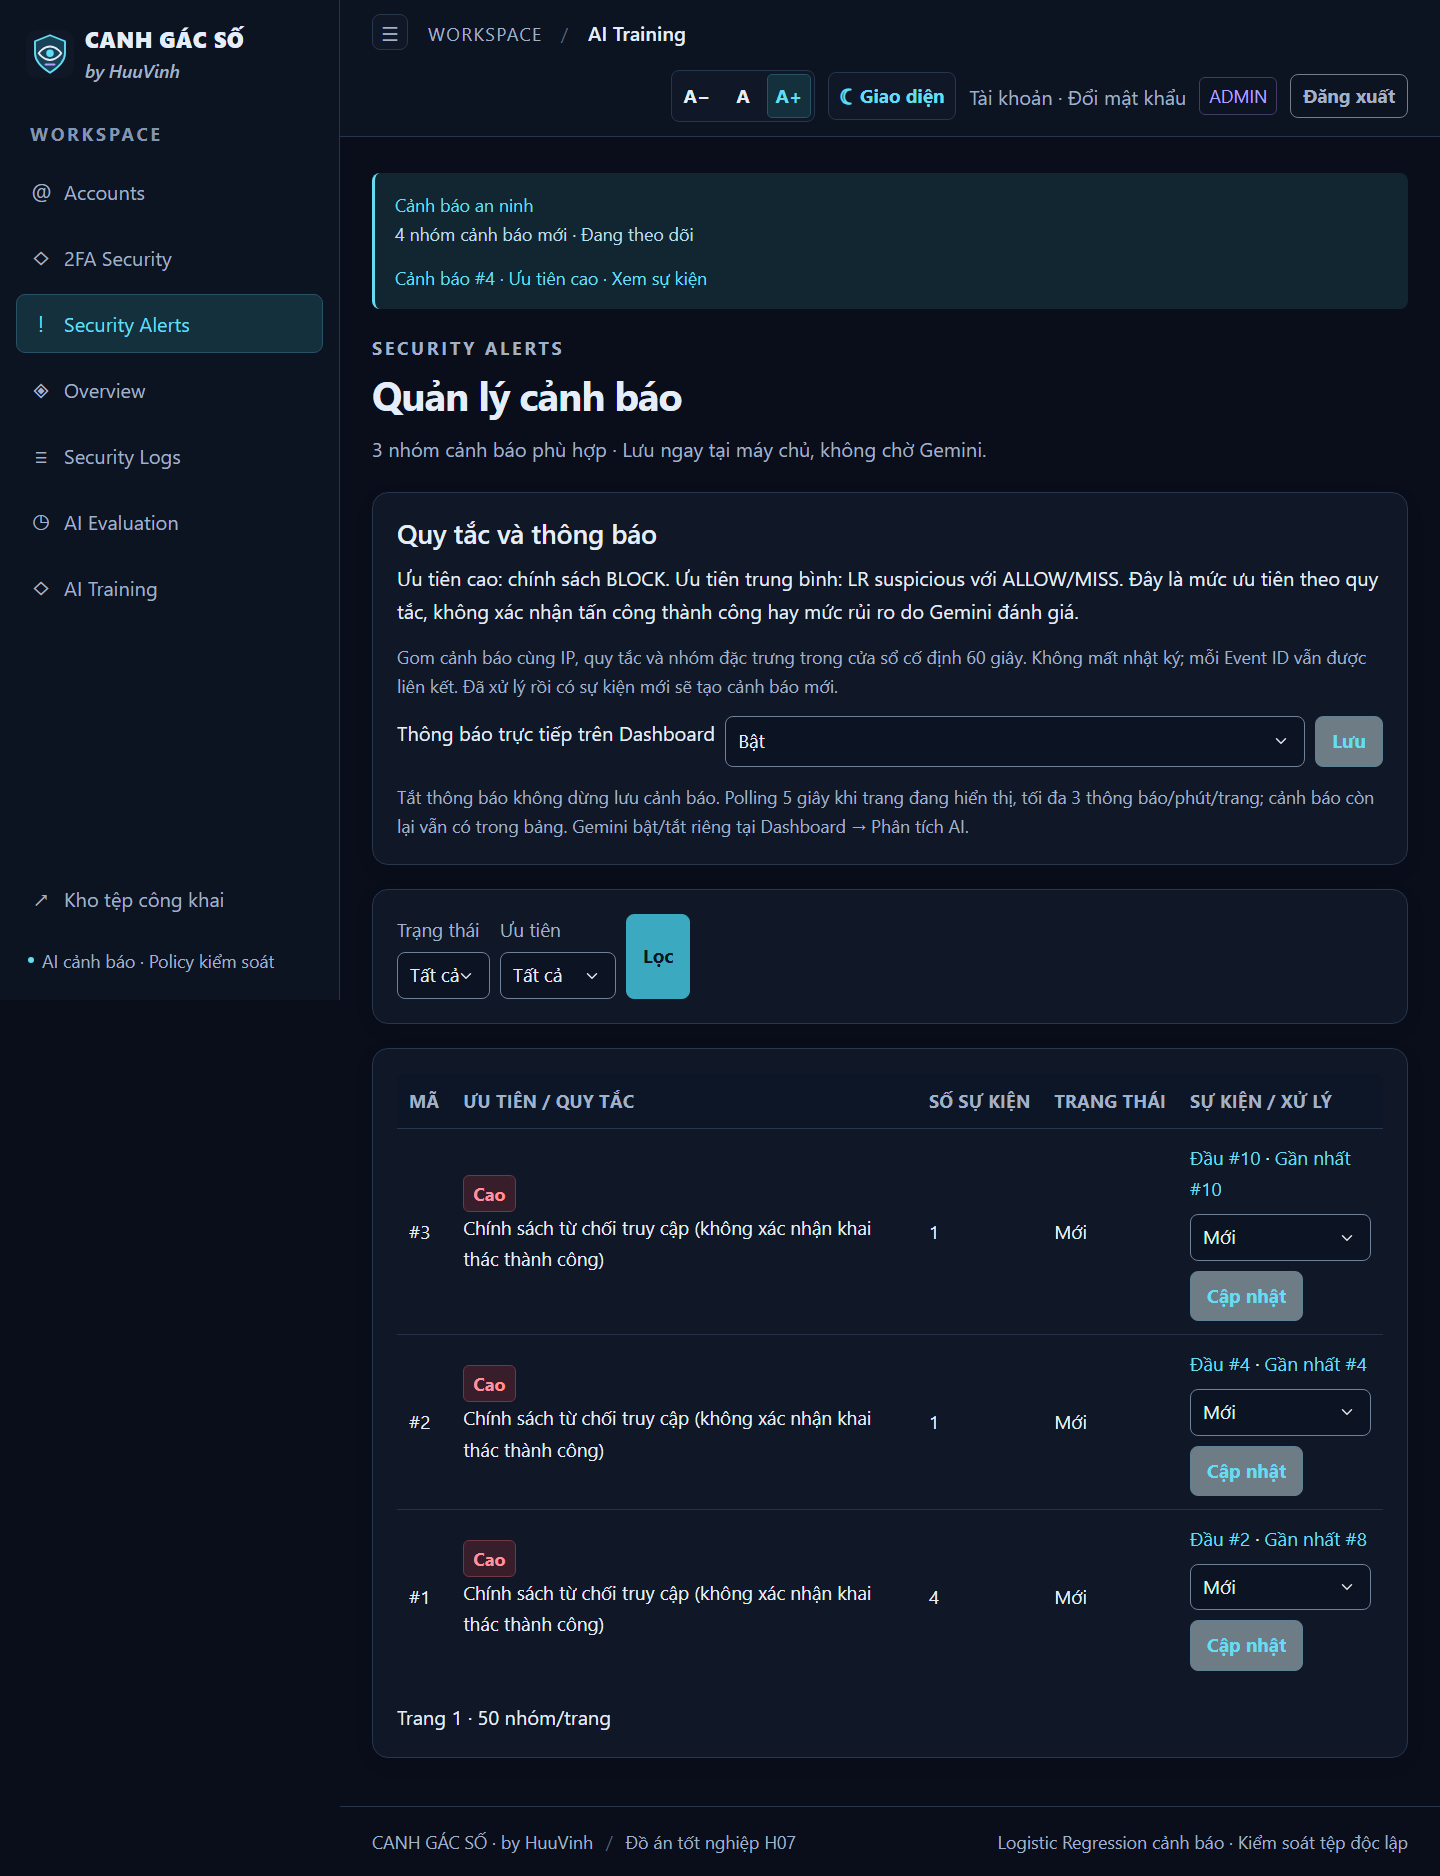 CANH GÁC SỐ
by HuuVinh
WORKSPACE
@ Accounts
2FA Security
! Security Alerts
Overview
Security Logs
AI Evaluation
AI Training
↗ Kho tệp công khai
• AI cảnh báo · Policy kiểm soát
☰ WORKSPACE / AI Training
A− A A+ ☾ Giao diện Tài khoản · Đổi mật khẩu ADMIN Đăng xuất
Cảnh báo an ninh
4 nhóm cảnh báo mới · Đang theo dõi
Cảnh báo #4 · Ưu tiên cao · Xem sự kiện
SECURITY ALERTS
Quản lý cảnh báo
3 nhóm cảnh báo phù hợp · Lưu ngay tại máy chủ, không chờ Gemini.
Quy tắc và thông báo
Ưu tiên cao: chính sách BLOCK. Ưu tiên trung bình: LR suspicious với ALLOW/MISS. Đây là mức ưu tiên theo quy
tắc, không xác nhận tấn công thành công hay mức rủi ro do Gemini đánh giá.
Gom cảnh báo cùng IP, quy tắc và nhóm đặc trưng trong cửa sổ cố định 60 giây. Không mất nhật ký; mỗi Event ID vẫn được
liên kết. Đã xử lý rồi có sự kiện mới sẽ tạo cảnh báo mới.
Thông báo trực tiếp trên Dashboard Bật Lưu
Tắt thông báo không dừng lưu cảnh báo. Polling 5 giây khi trang đang hiển thị, tối đa 3 thông báo/phút/trang; cảnh báo còn
lại vẫn có trong bảng. Gemini bật/tắt riêng tại Dashboard → Phân tích AI.
Trạng thái Ưu tiên
Tất cả Tất cả Lọc
MÃ ƯU TIÊN / QUY TẮC SỐ SỰ KIỆN TRẠNG THÁI SỰ KIỆN / XỬ LÝ
#3
Cao
Chính sách từ chối truy cập (không xác nhận khai
thác thành công)
1
Mới
Đầu #10 · Gần nhất
#10
Mới
Cập nhật
#2
Cao
Chính sách từ chối truy cập (không xác nhận khai
thác thành công)
1
Mới
Đầu #4 · Gần nhất #4
Mới
Cập nhật
#1
Cao
Chính sách từ chối truy cập (không xác nhận khai
thác thành công)
4
Mới
Đầu #2 · Gần nhất #8
Mới
Cập nhật
Trang 1 · 50 nhóm/trang
CANH GÁC SỐ · by HuuVinh / Đồ án tốt nghiệp H07
Logistic Regression cảnh báo · Kiểm soát tệp độc lập